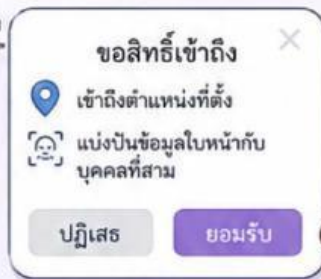 ขอสิทธิ์เข้าถึง
เข้าถึงตำแหน่งที่ตั้ง
แบ่งปันข้อมูลใบหน้ากับ
บุคคลที่สาม
ปฏิเสธ
ยอมรับ